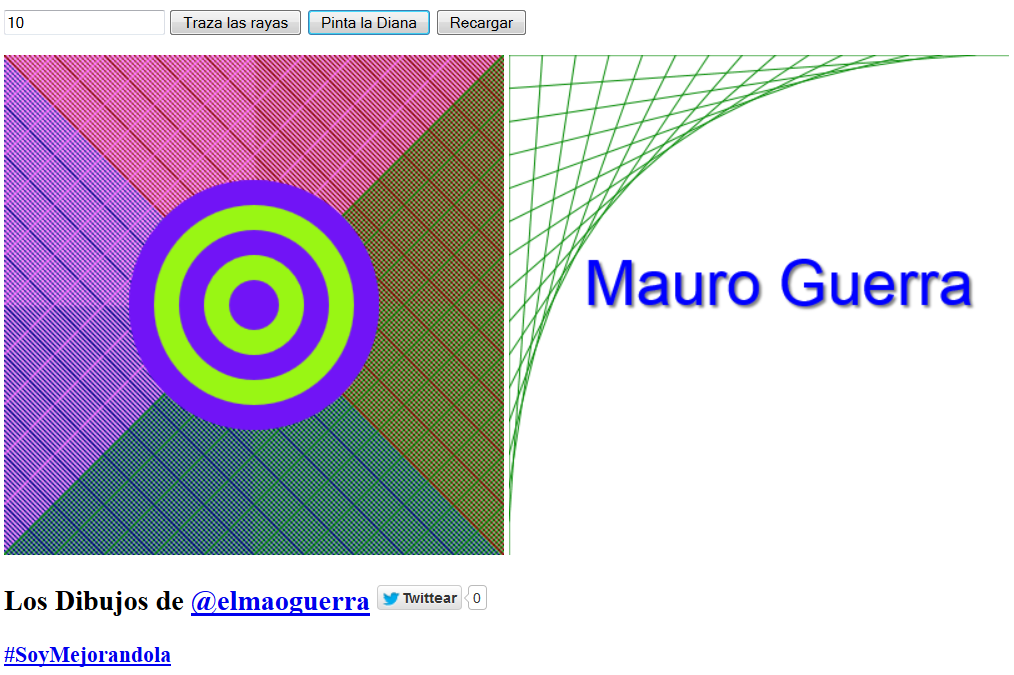 10 Traza las rayas Pinta la Diana Recargar
Mauro Guerra
Los Dibujos de @elmaoguerra Twittear 0
#SoyMejorandola